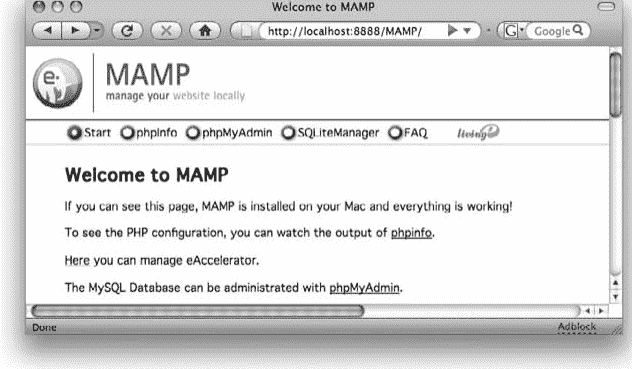 Welcome to MAMP
http://localhost:8888/MAMP/
G
Google
e.
MAMP
manage your website locally
Start phpInfo phpMyAdmin SQLiteManager FAQ living e
Welcome to MAMP
If you can see this page, MAMP is installed on your Mac and everything is working!
To see the PHP configuration, you can watch the output of phpinfo.
Here you can manage eAccelerator.
The MySQL Database can be administrated with phpMyAdmin.
Done
Adblock